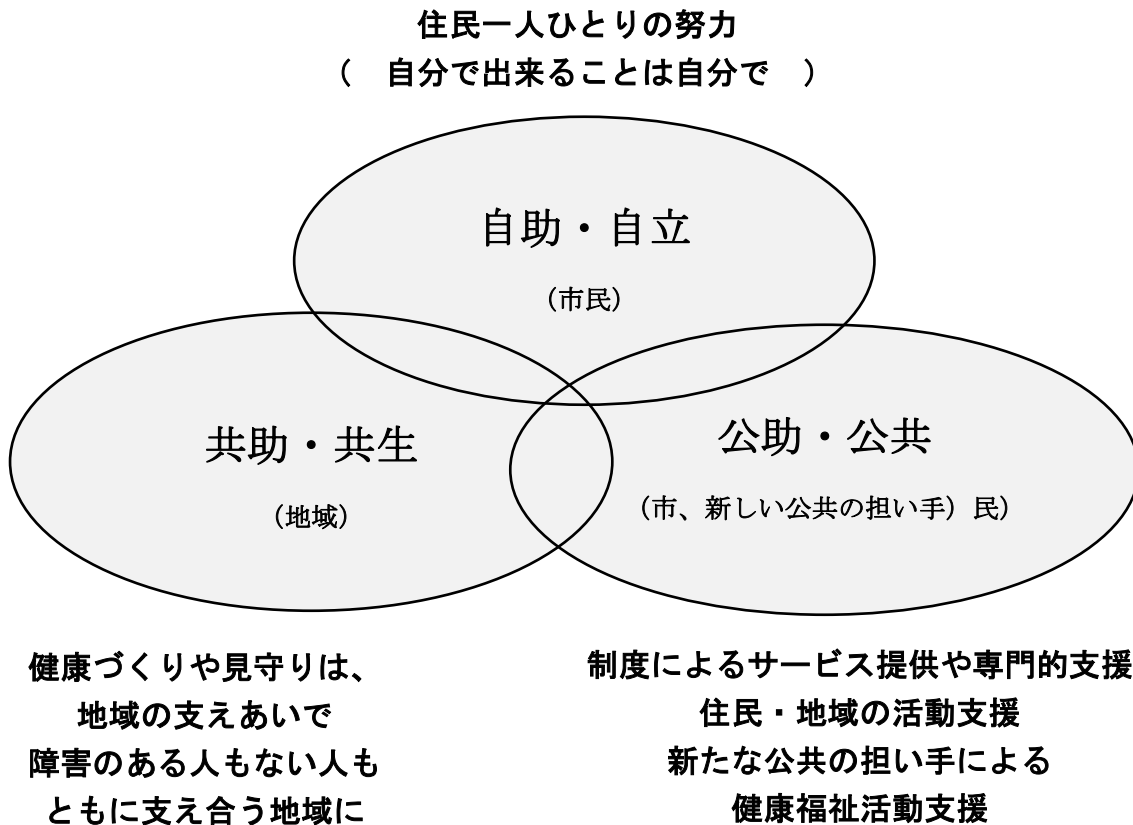 住民一人ひとりの努力
(　自分で出来ることは自分で　)
自助・自立
(市民)
共助・共生
(地域)
公助・公共
(市、新しい公共の担い手) 民)
健康づくりや見守りは、
地域の支えあいで
障害のある人もない人も
ともに支え合う地域に
制度によるサービス提供や専門的支援
住民・地域の活動支援
新たな公共の担い手による
健康福祉活動支援